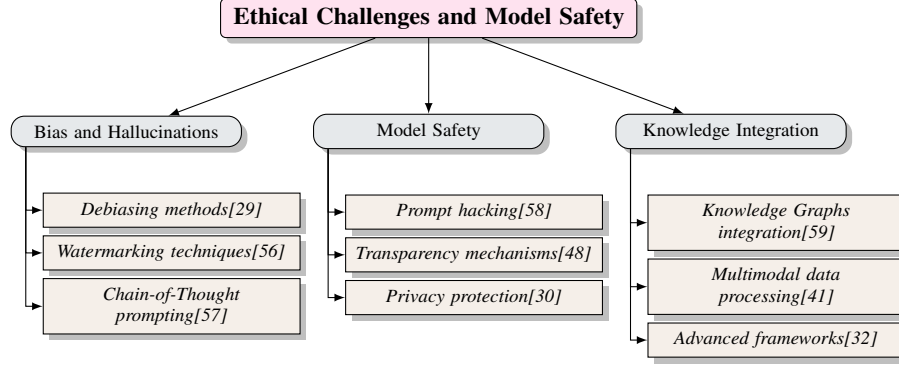 Ethical Challenges and Model Safety
Bias and Hallucinations
Debiasing methods[29]
Watermarking techniques[56]
Chain-of-Thought
prompting[57]
Model Safety
Prompt hacking[58]
Transparency mechanisms[48]
Privacy protection[30]
Knowledge Integration
Knowledge Graphs
integration[59]
Multimodal data
processing[41]
Advanced frameworks[32]